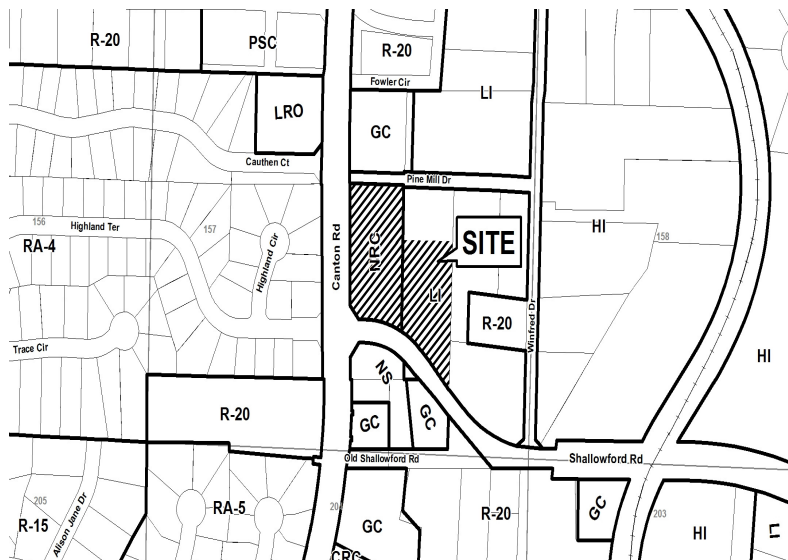 R-20
PSC
R-20
Fowler Cir
LI
LRO
GC
Cauthen Ct
Pine Mill Dr
156
Highland Ter
157
RA-4
Highland Cir
Canton Rd
NRC
SITE
LI
HI
158
R-20
Winfred Dr
Trace Cir
NS
HI
R-20
GC
GC
Old Shallowford Rd
Shallowford Rd
205
Alison Jane Dr
R-15
RA-5
GC
R-20
GC
203
HI
LI
CRC